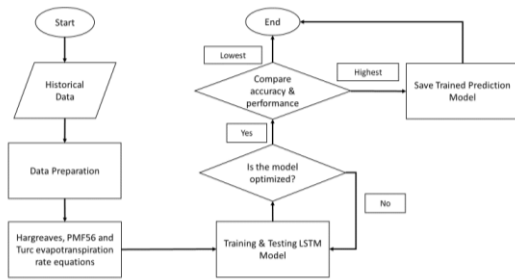 Start
Historical
Data
Data Preparation
Hargreaves, PMF56 and
Turc evapotranspiration
rate equations
Training & Testing LSTM
Model
Is the model
optimized?
No
Yes
Compare
accuracy &
performance
Lowest
End
Highest
Save Trained Prediction
Model